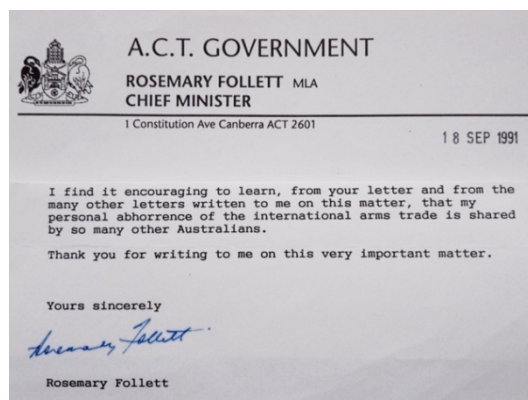 A.C.T. GOVERNMENT
ROSEMARY FOLLETT MLA
CHIEF MINISTER
1 Constitution Ave Canberra ACT 2601
18 SEP 1991
I find it encouraging to learn, from your letter and from the
many other letters written to me on this matter, that my
personal abhorrence of the international arms trade is shared
by so many other Australians.
Thank you for writing to me on this very important matter.
Yours sincerely
Rosemary Follett
Rosemary Follett